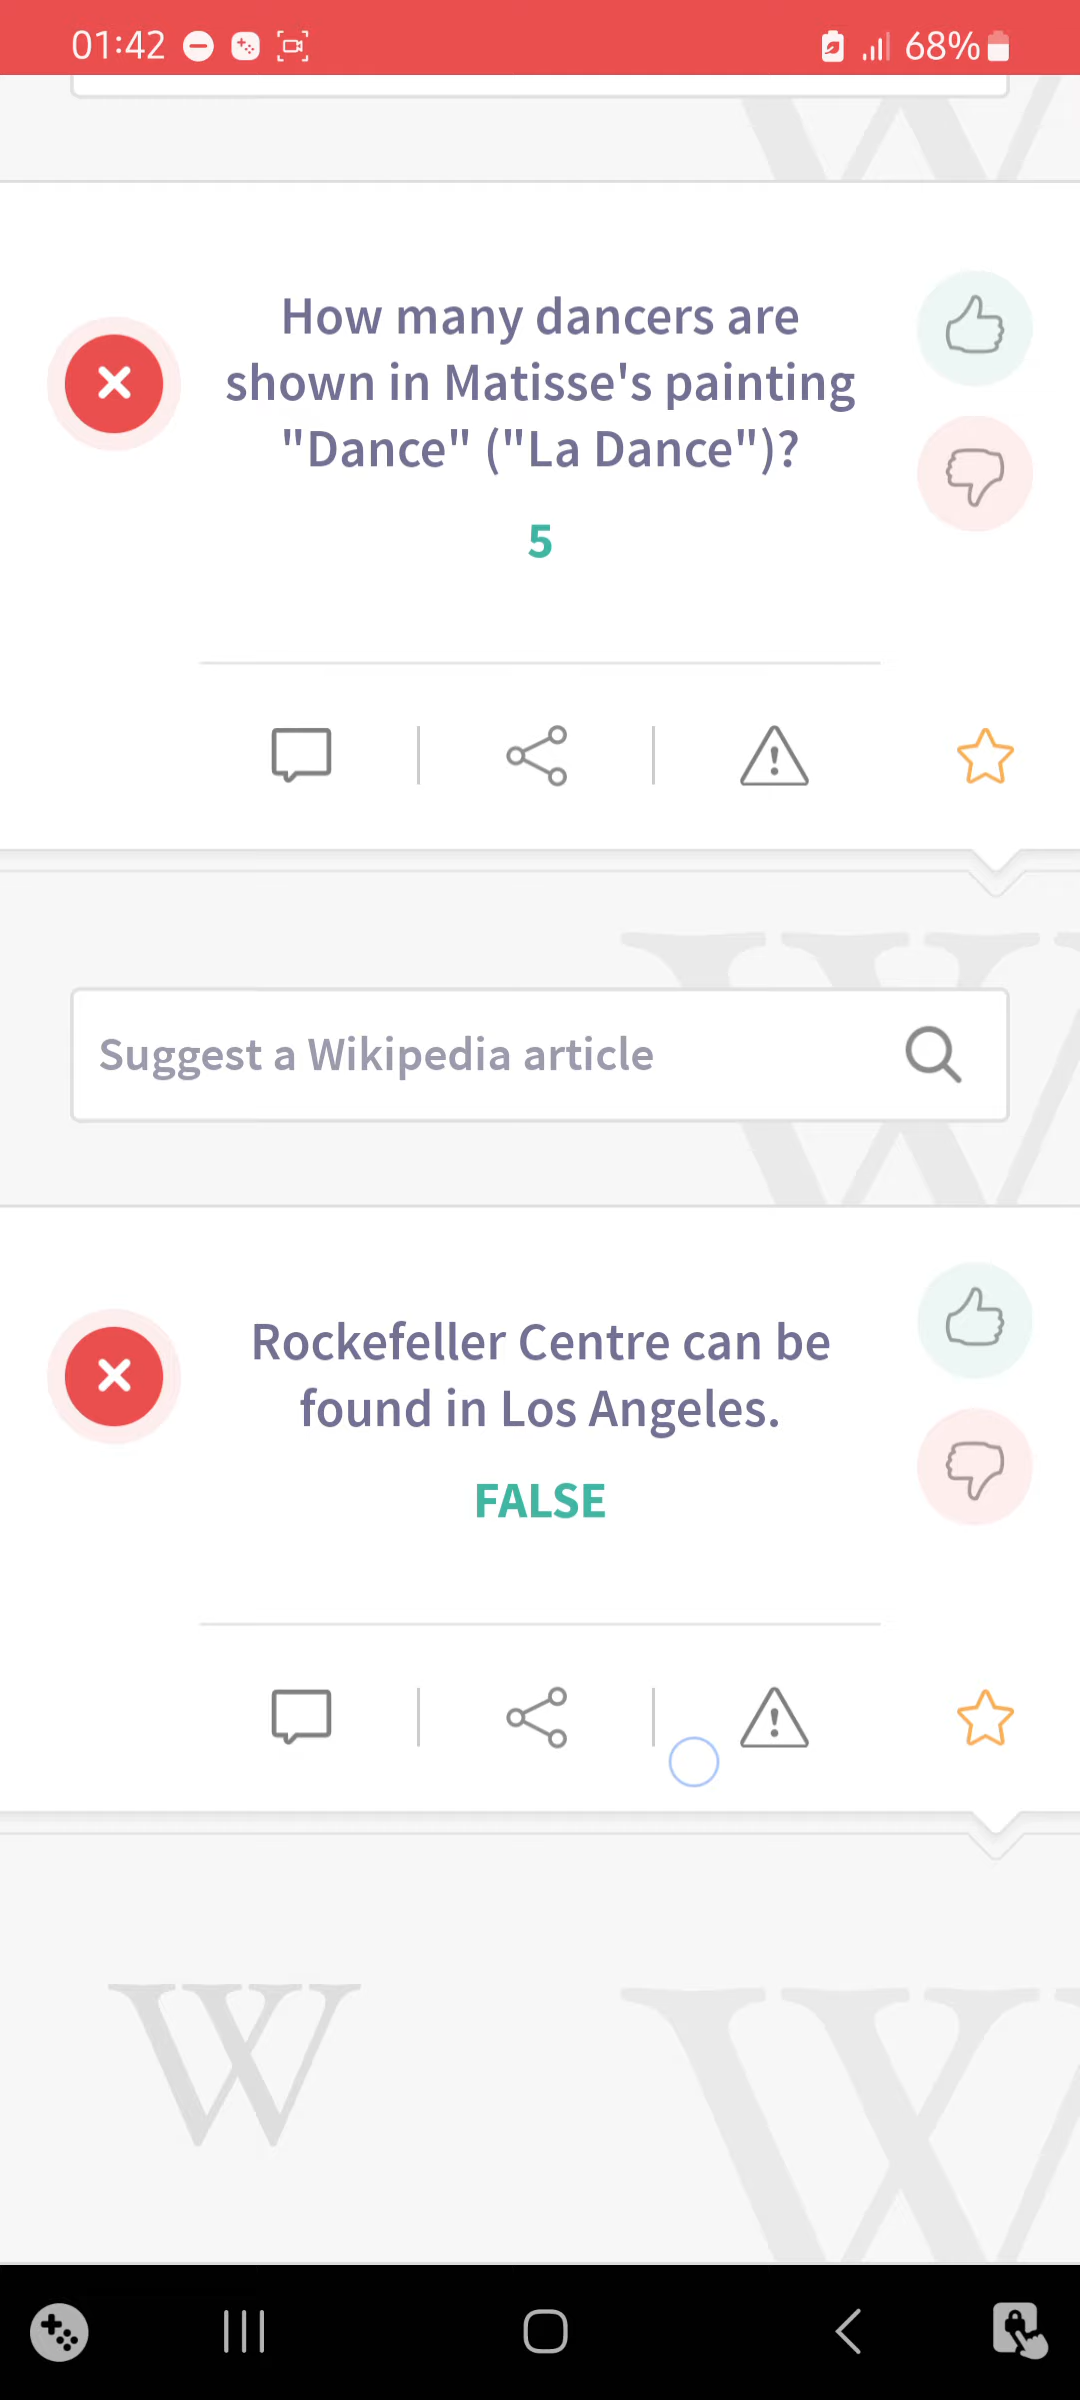 01:42
68%
How many dancers are
shown in Matisse's painting
"Dance" ("La Dance")?
5
Suggest a Wikipedia article
Rockefeller Centre can be
found in Los Angeles.
FALSE
W
W